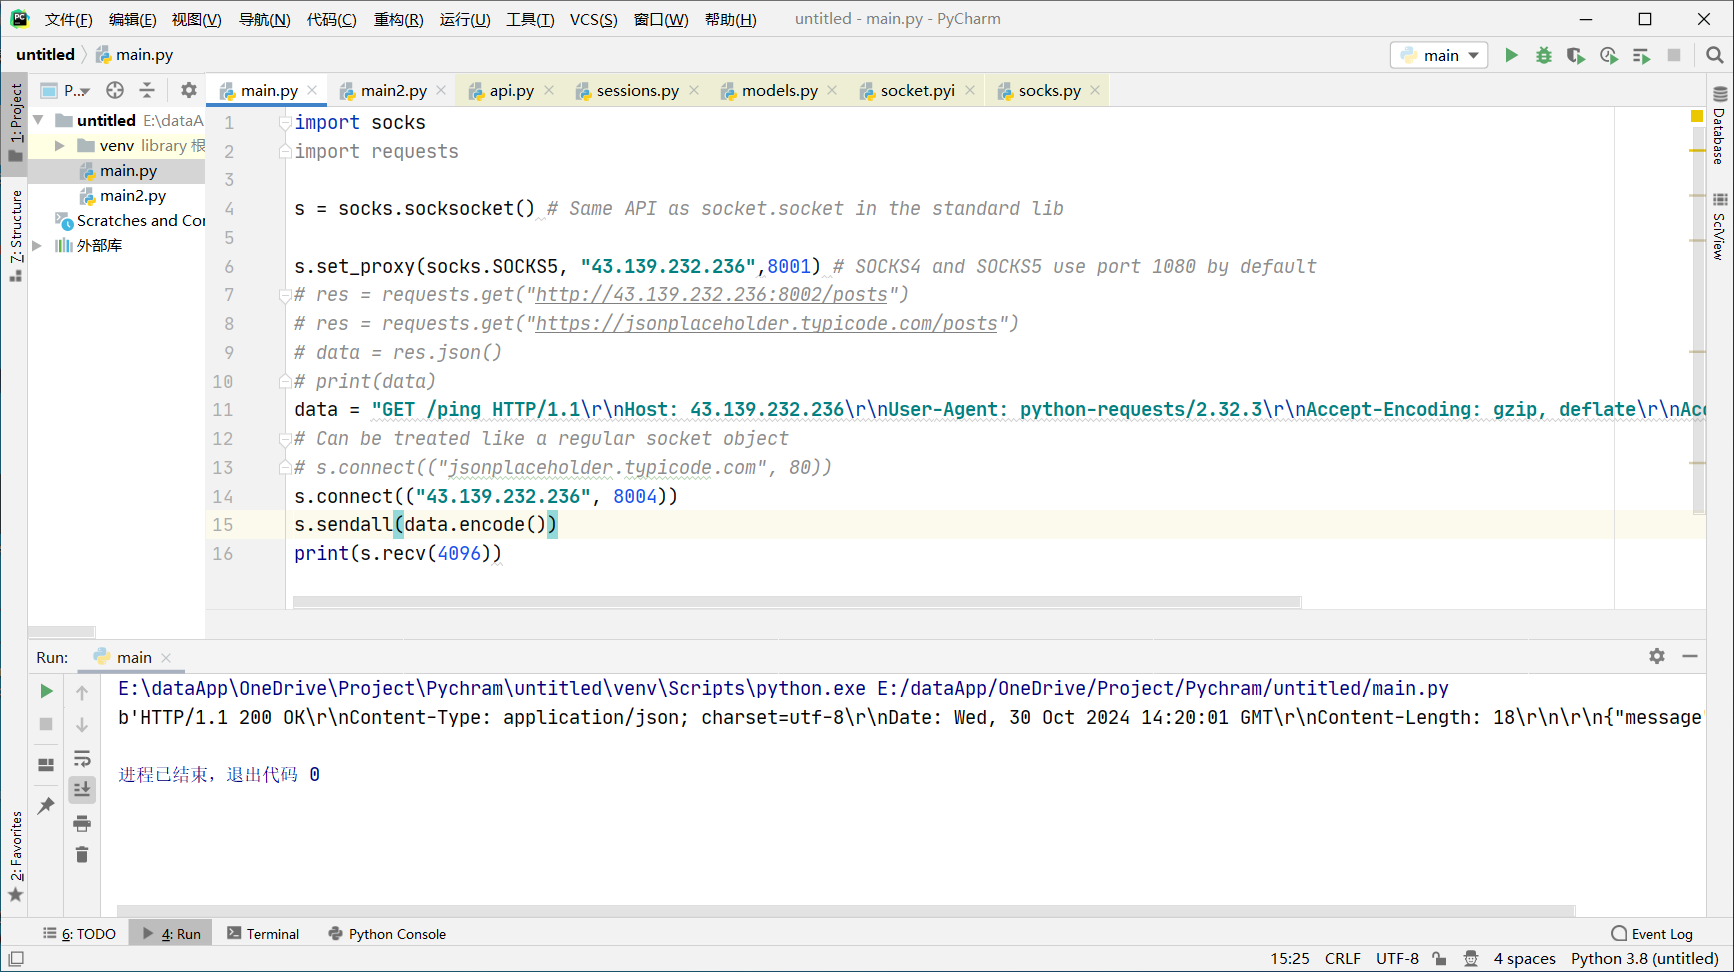 文件(F) 编辑(E) 视图(V) 导航(N) 代码(C) 重构(R) 运行(U) 工具(T) VCS(S) 窗口(W) 帮助(H) untitled - main.py - PyCharm
untitled main.py main
1: Project
P.. main.py main2.py api.py sessions.py models.py socket.pyi socks.py
untitled E:\dataA
venv library 根
main.py
main2.py
Scratches and Cor
外部库
7: Structure
2: Favorites
Database
SciView
1 import socks
2 import requests
3
4 s = socks.socksocket() # Same API as socket.socket in the standard lib
5
6 s.set_proxy(socks.SOCKS5, "43.139.232.236",8001) # SOCKS4 and SOCKS5 use port 1080 by default
7 # res = requests.get("http://43.139.232.236:8002/posts")
8 # res = requests.get("https://jsonplaceholder.typicode.com/posts")
9 # data = res.json()
10 # print(data)
11 data = "GET /ping HTTP/1.1\r\nHost: 43.139.232.236\r\nUser-Agent: python-requests/2.32.3\r\nAccept-Encoding: gzip, deflate\r\nAcc
12 # Can be treated like a regular socket object
13 # s.connect(("jsonplaceholder.typicode.com", 80))
14 s.connect(("43.139.232.236", 8004))
15 s.sendall(data.encode())
16 print(s.recv(4096))
Run: main
E:\dataApp\OneDrive\Project\Pychram\untitled\venv\Scripts\python.exe E:/dataApp/OneDrive/Project/Pychram/untitled/main.py
b'HTTP/1.1 200 OK\r\nContent-Type: application/json; charset=utf-8\r\nDate: Wed, 30 Oct 2024 14:20:01 GMT\r\nContent-Length: 18\r\n\r\n{"message"
进程已结束，退出代码 0
6: TODO 4: Run Terminal Python Console Event Log
15:25 CRLF UTF-8 4 spaces Python 3.8 (untitled)